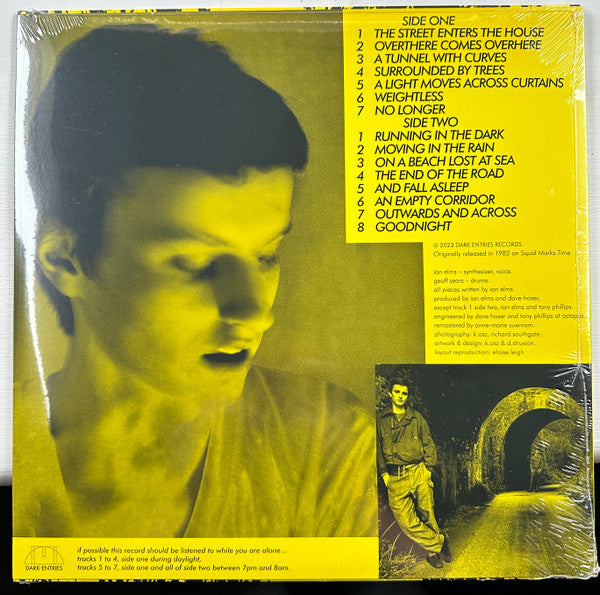 SIDE ONE
1 THE STREET ENTERS THE HOUSE
2 OVERTHERE COMES OVERHERE
3 A TUNNEL WITH CURVES
4 SURROUNDED BY TREES
5 A LIGHT MOVES ACROSS CURTAINS
6 WEIGHTLESS
7 NO LONGER
SIDE TWO
1 RUNNING IN THE DARK
2 MOVING IN THE RAIN
3 ON A BEACH LOST AT SEA
4 THE END OF THE ROAD
5 AND FALL ASLEEP
6 AN EMPTY CORRIDOR
7 OUTWARDS AND ACROSS
8 GOODNIGHT
© 2023 DARK ENTRIES RECORDS
Originally released in 1982 on Squid Marks Time
ian elms – synthesizer, voice.
geoff sears – drums.
all pieces written by ian elms.
produced by ian elms and dave hoser,
except track 1 side two, ian elms and tony phillips.
engineered by dave hoser and tony phillips at octopus.
remastered by anne-marie suenram.
photography: k.osz, richard southgate.
artwork & design: k.osz & d.struxion.
layout reproduction: eloise leigh
if possible this record should be listened to while you are alone...
tracks 1 to 4, side one during daylight,
tracks 5 to 7, side one and all of side two between 7pm and 8am.
DARK ENTRIES